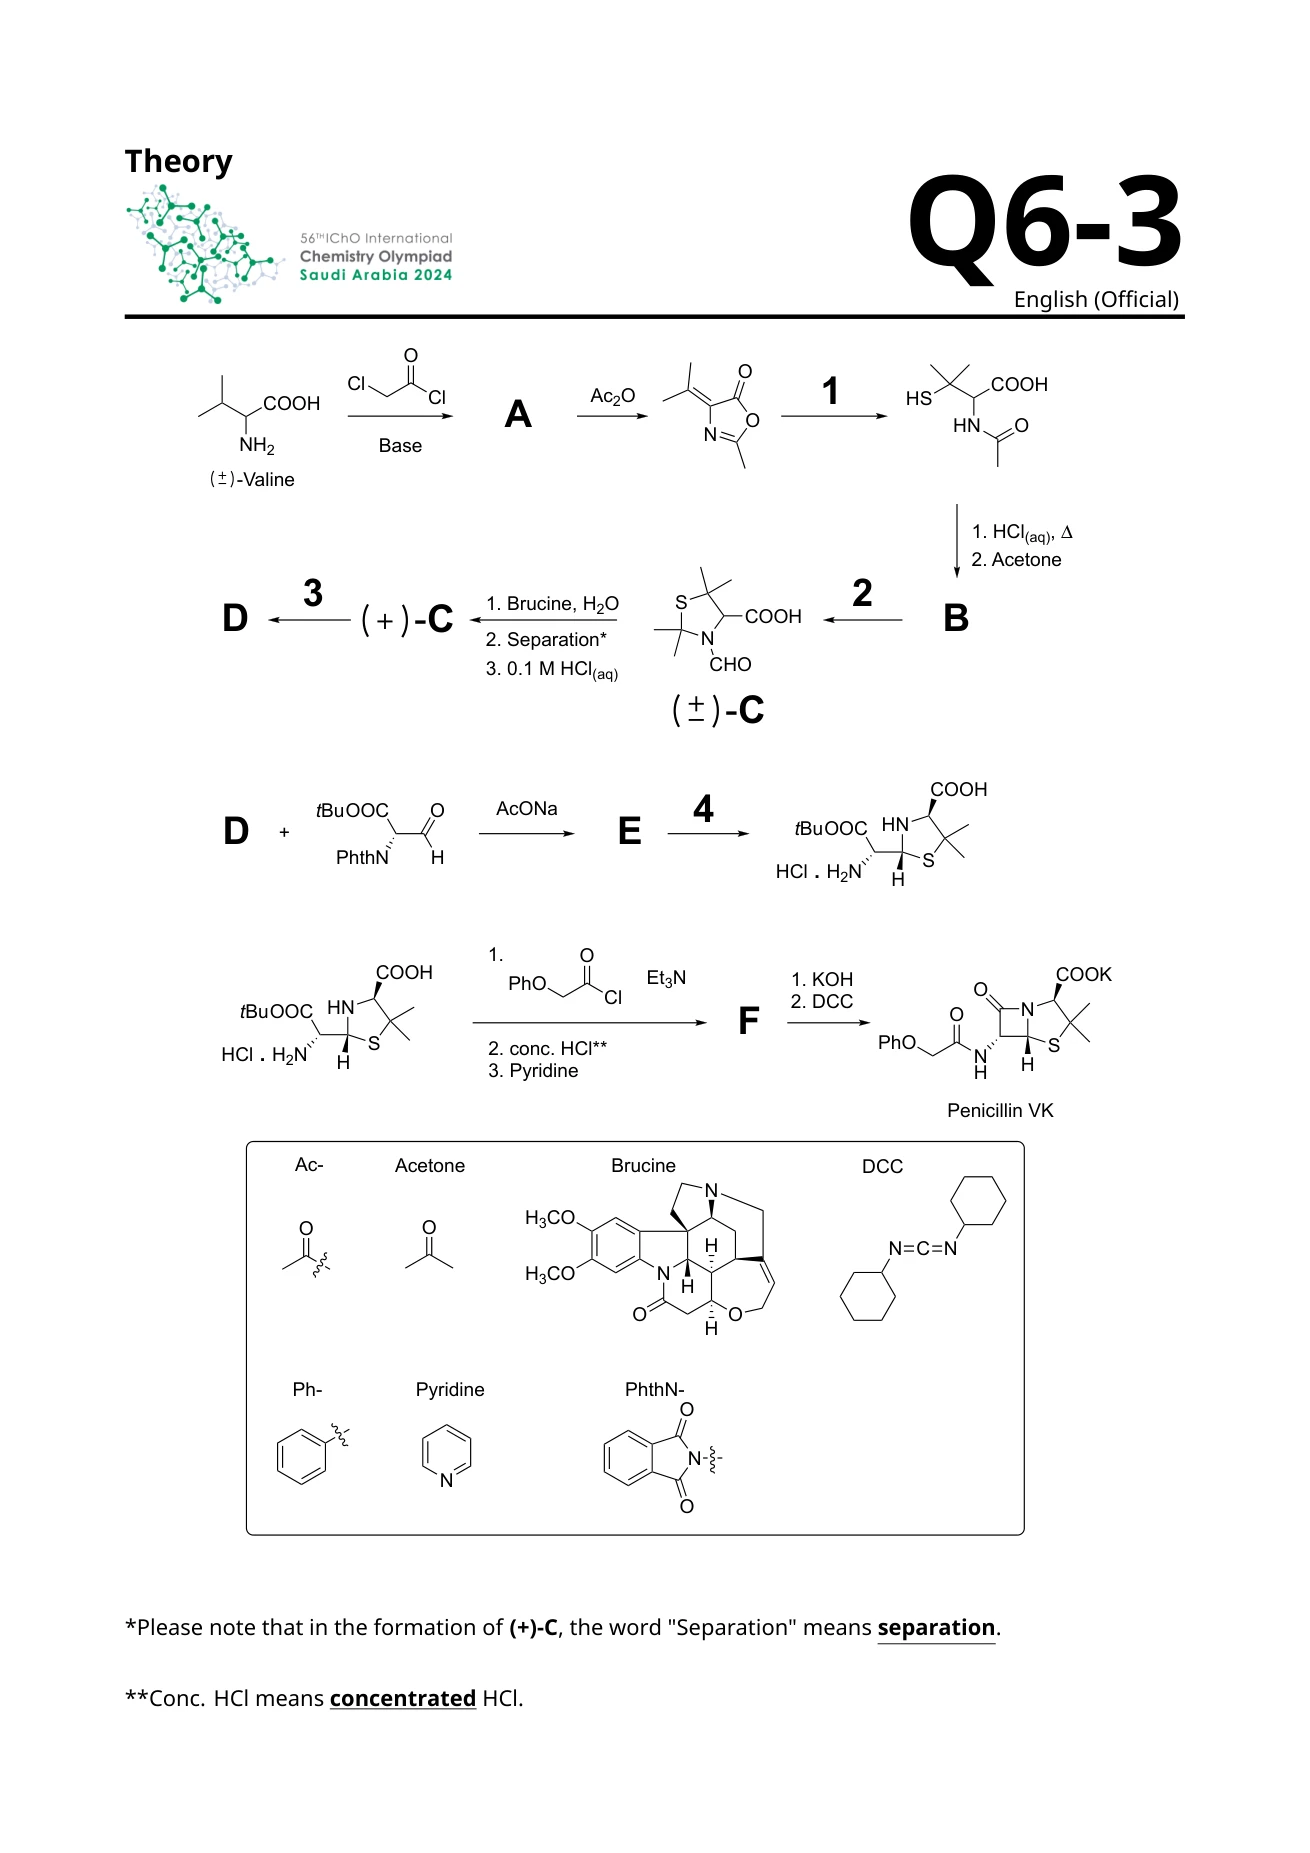 Theory
56THIChO International
Chemistry Olympiad
Saudi Arabia 2024
Q6-3
English (Official)
COOH
NH2
(±)-Valine
Cl
O
Cl
Base
A
Ac2O
O
O
N
1
HS
COOH
HN
O
1. HCl(aq), Δ
2. Acetone
D
3
(+)-C
1. Brucine, H2O
2. Separation*
3. 0.1 M HCl(aq)
S
N
COOH
CHO
(±)-C
2
B
D
+
tBuOOC
O
PhthN
H
AcONa
E
4
COOH
tBuOOC
HN
S
HCl . H2N
H
COOH
tBuOOC
HN
S
HCl . H2N
H
1.
O
PhO
Cl
Et3N
2. conc. HCl**
3. Pyridine
F
1. KOH
2. DCC
COOK
O
N
O
PhO
N
H
H
S
Penicillin VK
Ac-
Acetone
Brucine
DCC
O
O
H3CO
H3CO
N
N
H
H
H
O
O
N=C=N
Ph-
Pyridine
PhthN-
N
O
N
O
*Please note that in the formation of (+)-C, the word "Separation" means separation.
**Conc. HCl means concentrated HCl.